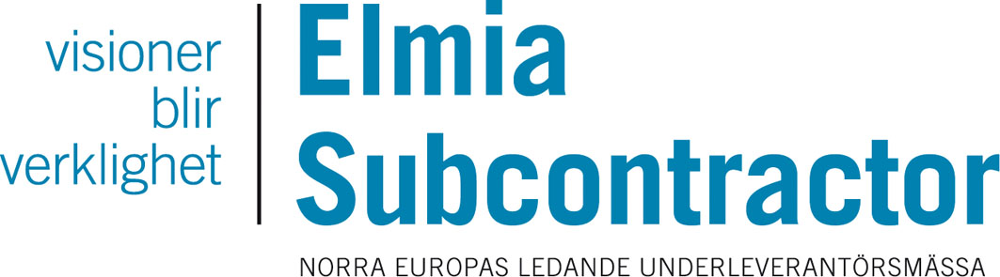 visioner
blir
verklighet
Elmia
Subcontractor
NORRA EUROPAS LEDANDE UNDERLEVERANTÖRSMÄSSA